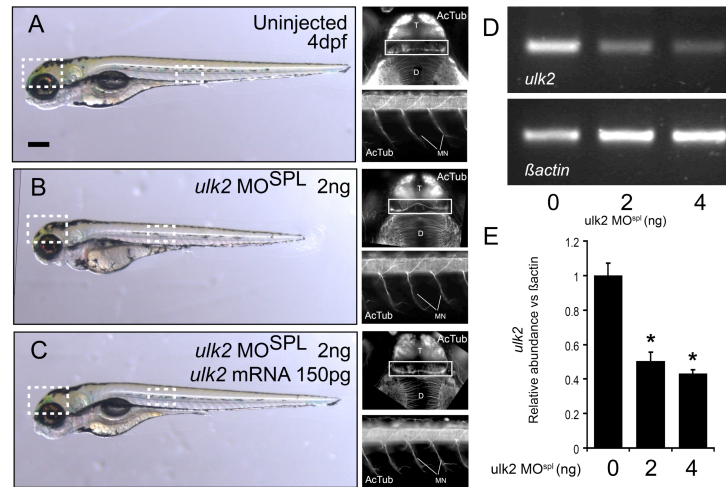 A
Uninjected
4dpf
AcTub
T
D
AcTub
MN
B
ulk2 MO^SPL 2ng
AcTub
T
D
AcTub
MN
C
ulk2 MO^SPL 2ng
ulk2 mRNA 150pg
AcTub
T
D
AcTub
MN
D
ulk2
ßactin
0 2 4
ulk2 MO^spl (ng)
E
ulk2
Relative abundance vs ßactin
1.2
1
0.8
0.6
0.4
0.2
0
* *
ulk2 MO^spl (ng) 0 2 4